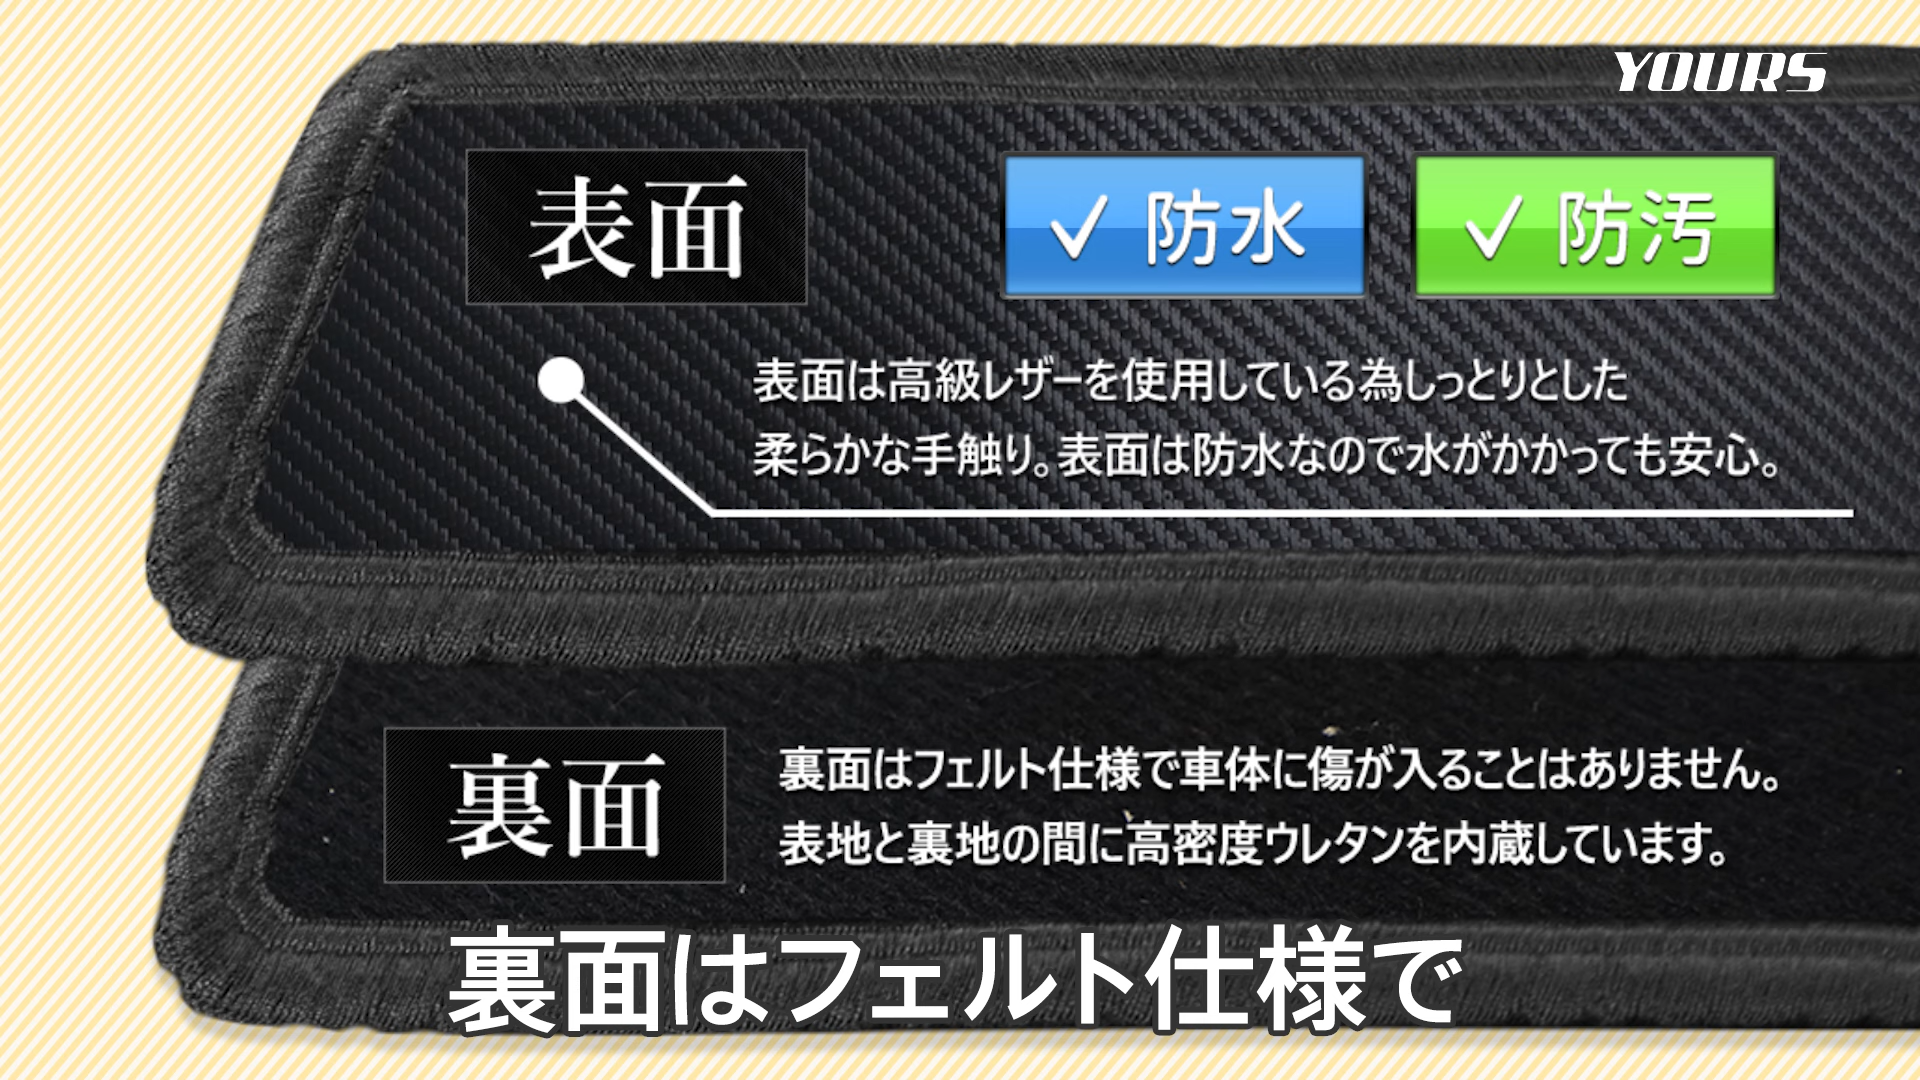 YOURS
表面
✓ 防水
✓ 防汚
表面は高級レザーを使用している為しっとりとした
柔らかな手触り。表面は防水なので水がかかっても安心。
裏面
裏面はフェルト仕様で車体に傷が入ることはありません。
表地と裏地の間に高密度ウレタンを内蔵しています。
裏面はフェルト仕様で